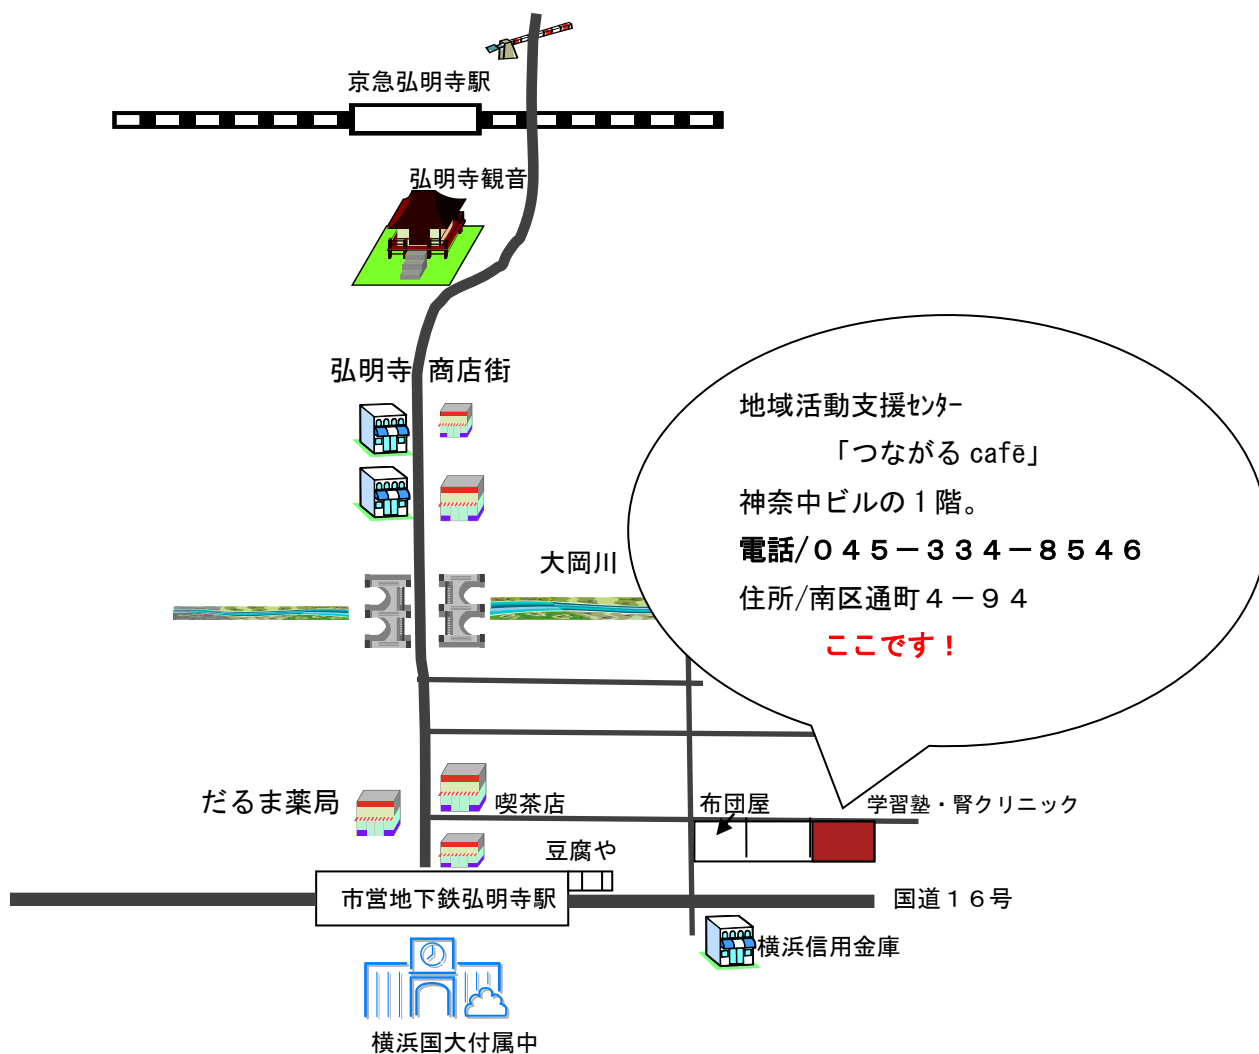 京急弘明寺駅
弘明寺観音
弘明寺 商店街
地域活動支援ｾﾝﾀｰ
「つながる cafē」
神奈中ビルの１階。
電話/０４５－３３４－８５４６
住所/南区通町４－９４
ここです！
大岡川
だるま薬局
喫茶店
布団屋
学習塾・腎クリニック
豆腐や
市営地下鉄弘明寺駅
国道１６号
横浜信用金庫
横浜国大付属中